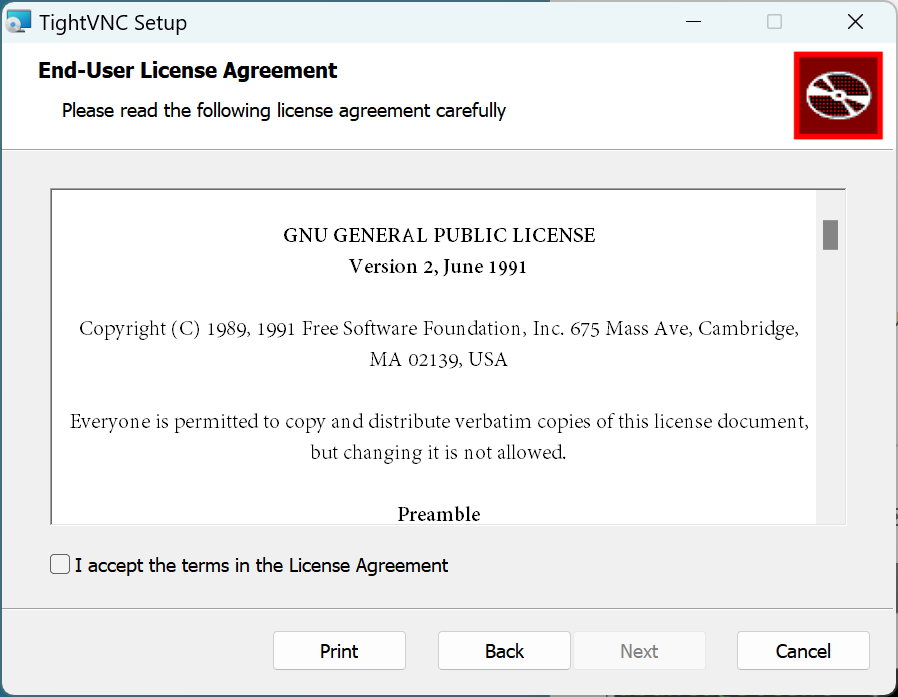 TightVNC Setup
End-User License Agreement
Please read the following license agreement carefully
GNU GENERAL PUBLIC LICENSE
Version 2, June 1991
Copyright (C) 1989, 1991 Free Software Foundation, Inc. 675 Mass Ave, Cambridge,
MA 02139, USA
Everyone is permitted to copy and distribute verbatim copies of this license document,
but changing it is not allowed.
Preamble
I accept the terms in the License Agreement
Print
Back
Next
Cancel